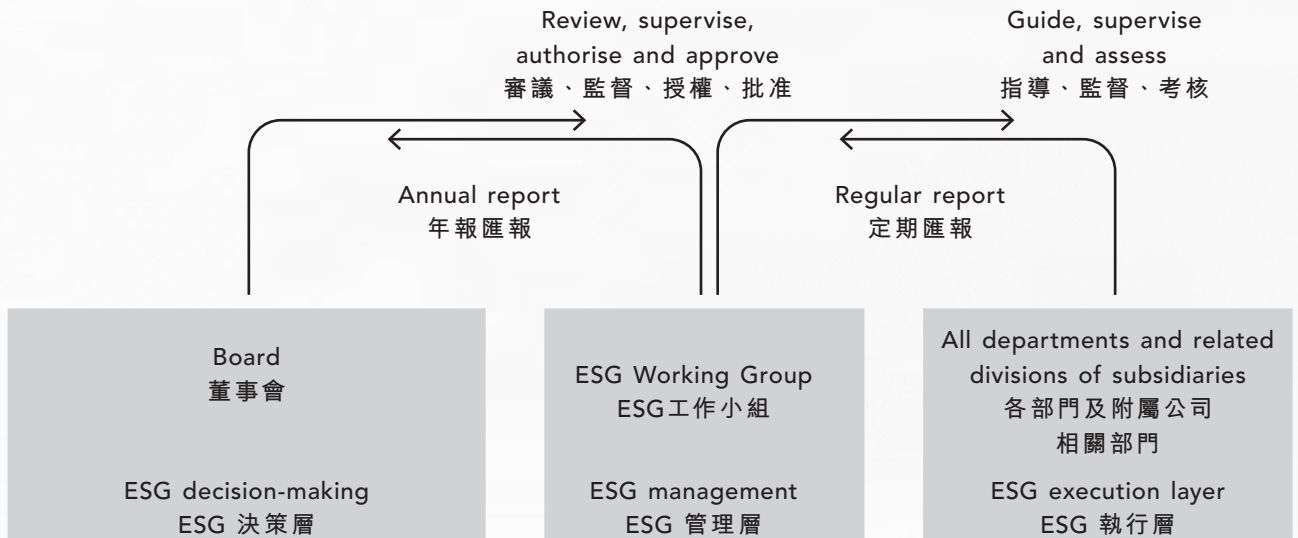 Review, supervise,
authorise and approve
審議、監督、授權、批准
Guide, supervise
and assess
指導、監督、考核
Annual report
年報匯報
Regular report
定期匯報
Board
董事會
ESG decision-making
ESG 決策層
ESG Working Group
ESG工作小組
ESG management
ESG 管理層
All departments and related
divisions of subsidiaries
各部門及附屬公司
相關部門
ESG execution layer
ESG 執行層